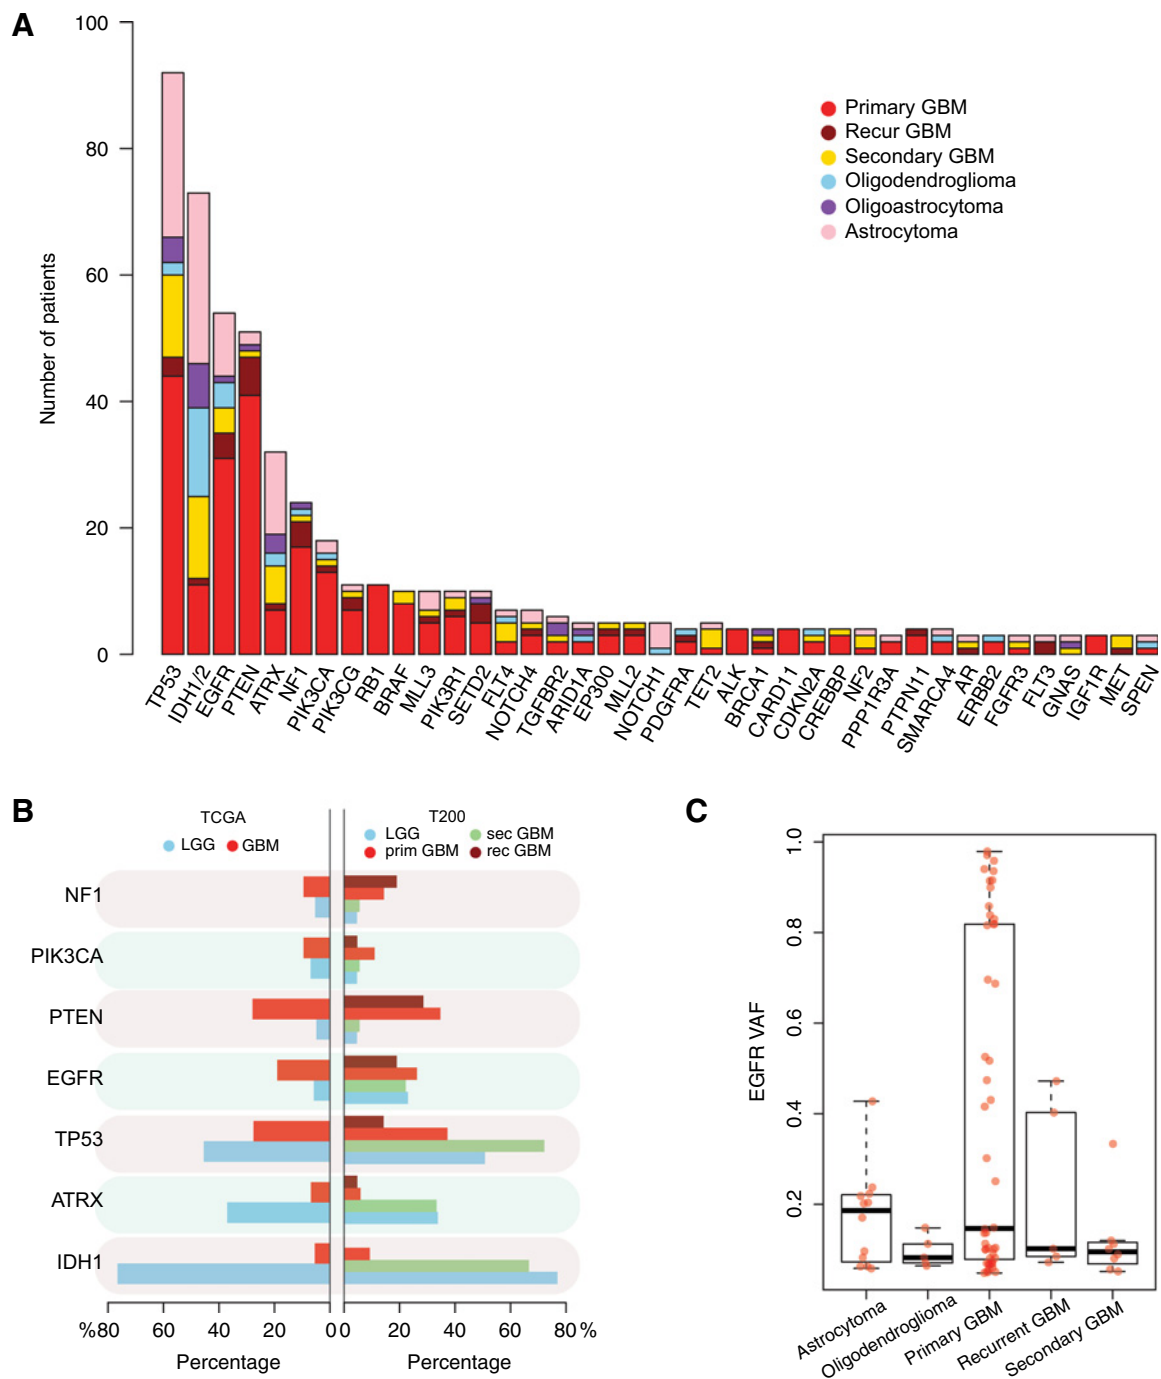 A
100
80
60
40
20
0
Number of patients
Primary GBM
Recur GBM
Secondary GBM
Oligodendroglioma
Oligoastrocytoma
Astrocytoma
TP53
IDH1/2
EGFR
PTEN
ATRX
NF1
PIK3CA
PIK3CG
RB1
BRAF
MLL3
PIK3R1
SETD2
FLT4
NOTCH4
TGFBR2
ARID1A
EP300
MLL2
NOTCH1
PDGFRA
TET2
ALK
BRCA1
CARD11
CDKN2A
CREBBP
NF2
PPP1R3A
PTPN11
SMARCA4
AR
ERBB2
FGFR3
FLT3
GNAS
IGF1R
MET
SPEN
B
TCGA
LGG GBM
T200
LGG sec GBM
prim GBM rec GBM
NF1
PIK3CA
PTEN
EGFR
TP53
ATRX
IDH1
%80 60 40 20 0 0 20 40 60 80 %
Percentage Percentage
C
1.0
0.8
0.6
0.4
0.2
EGFR VAF
Astrocytoma
Oligodendroglioma
Primary GBM
Recurrent GBM
Secondary GBM